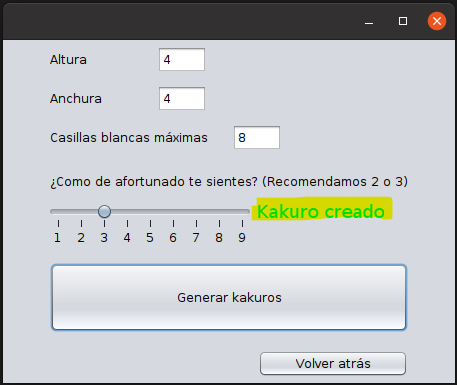 Altura 4
Anchura 4
Casillas blancas máximas 8
¿Como de afortunado te sientes? (Recomendamos 2 o 3)
Kakuro creado
1 2 3 4 5 6 7 8 9
Generar kakuros
Volver atrás